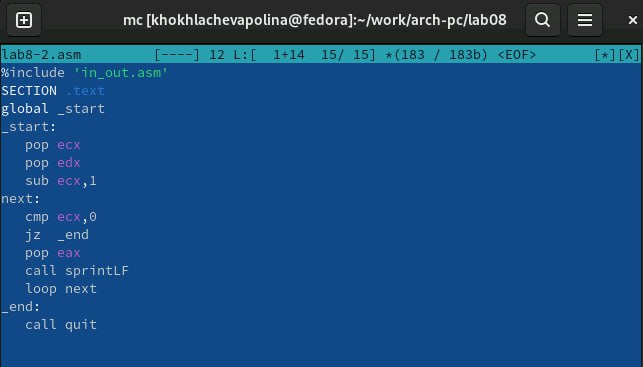 mc [khokhlachevapolina@fedora]:~/work/arch-pc/lab08
lab8-2.asm [----] 12 L:[ 1+14 15/ 15] *(183 / 183b) <EOF> [*][X]
%include 'in_out.asm'
SECTION .text
global _start
_start:
pop ecx
pop edx
sub ecx,1
next:
cmp ecx,0
jz _end
pop eax
call sprintLF
loop next
_end:
call quit